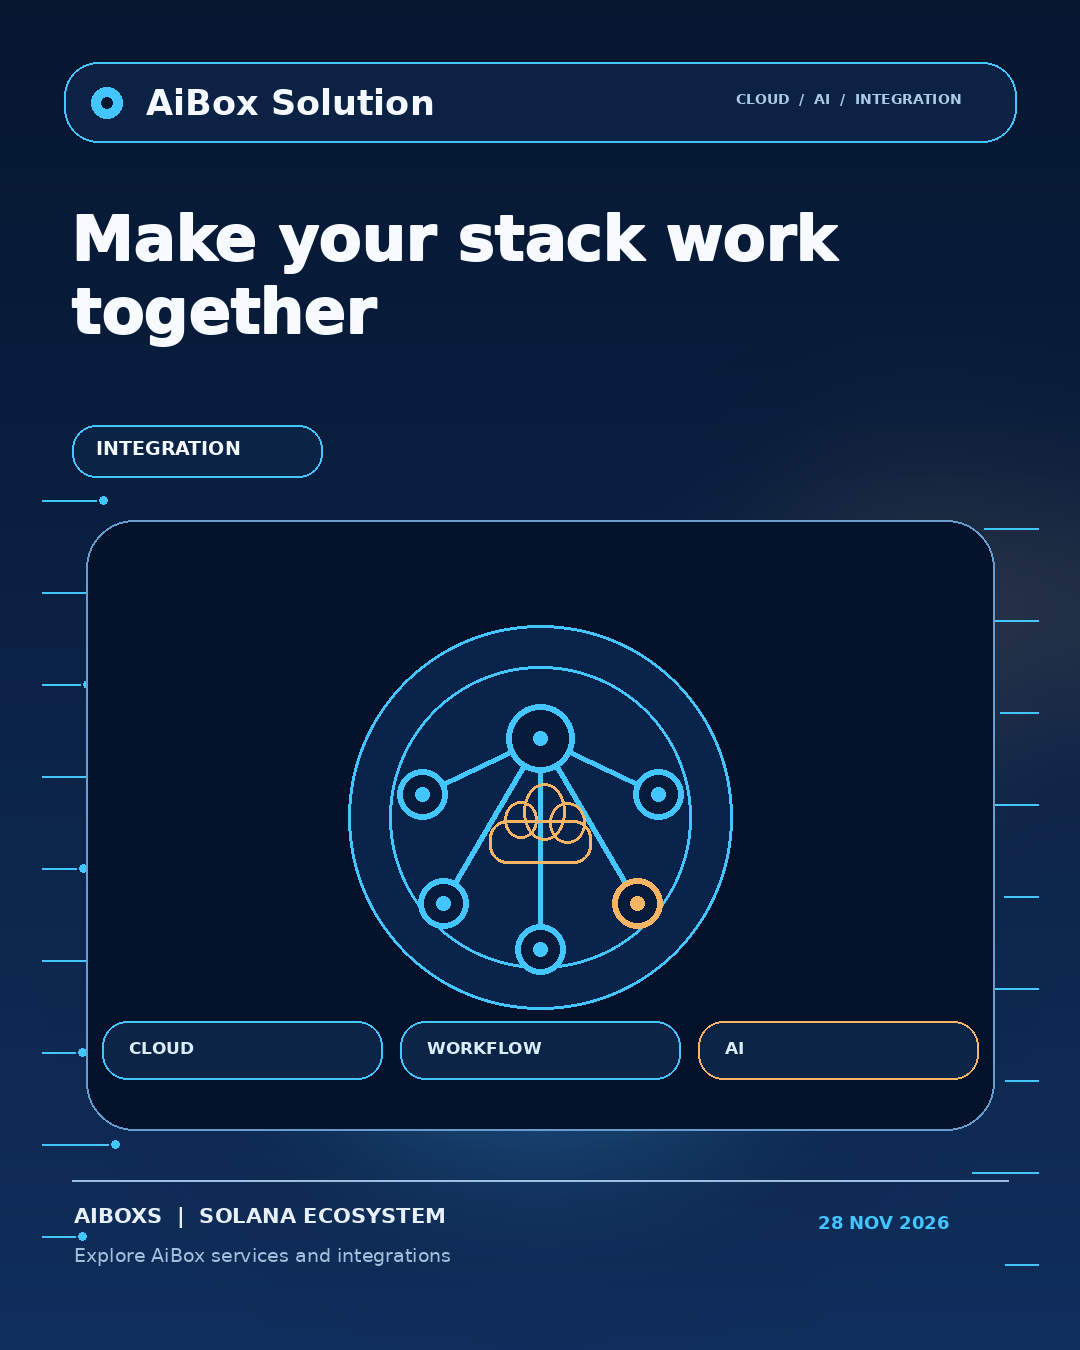 AiBox Solution
CLOUD / AI / INTEGRATION
Make your stack work
together
INTEGRATION
CLOUD
WORKFLOW
AI
AIBOXS | SOLANA ECOSYSTEM
28 NOV 2026
Explore AiBox services and integrations